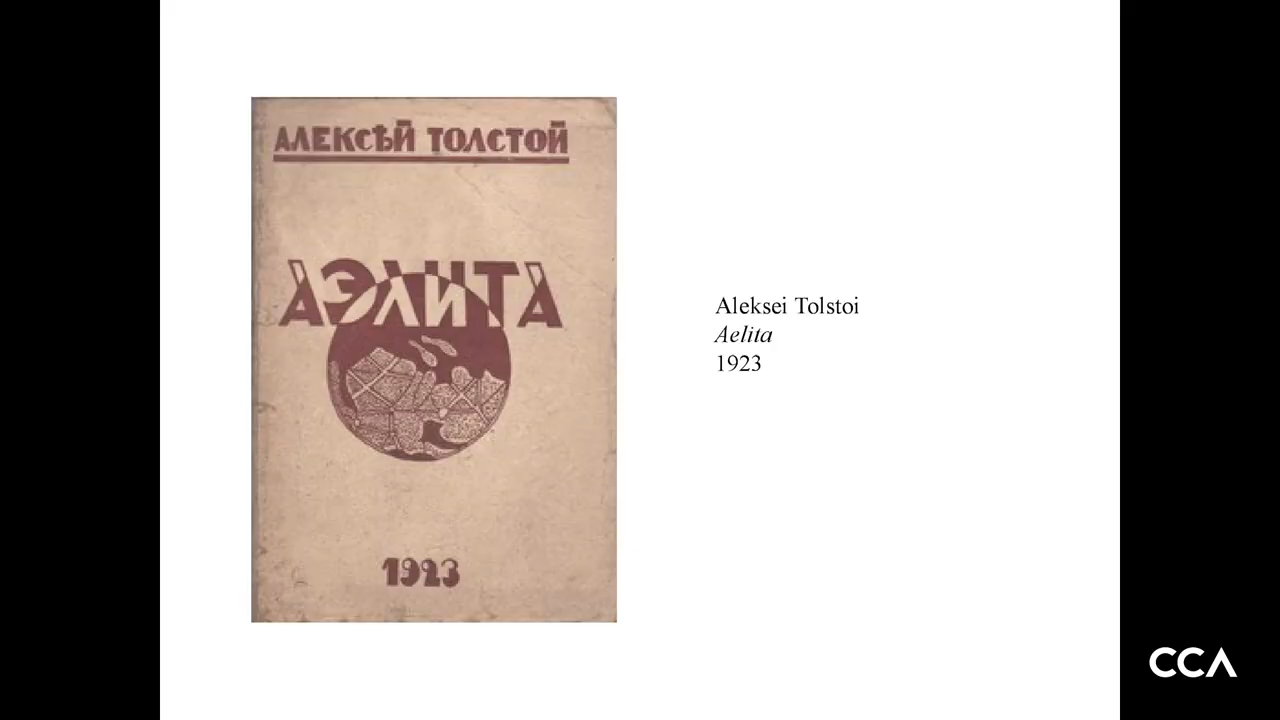 АЛЕКСѢЙ ТОЛСТОЙ
АЭЛИТА
1923
Aleksei Tolstoi
Aelita
1923
CCA